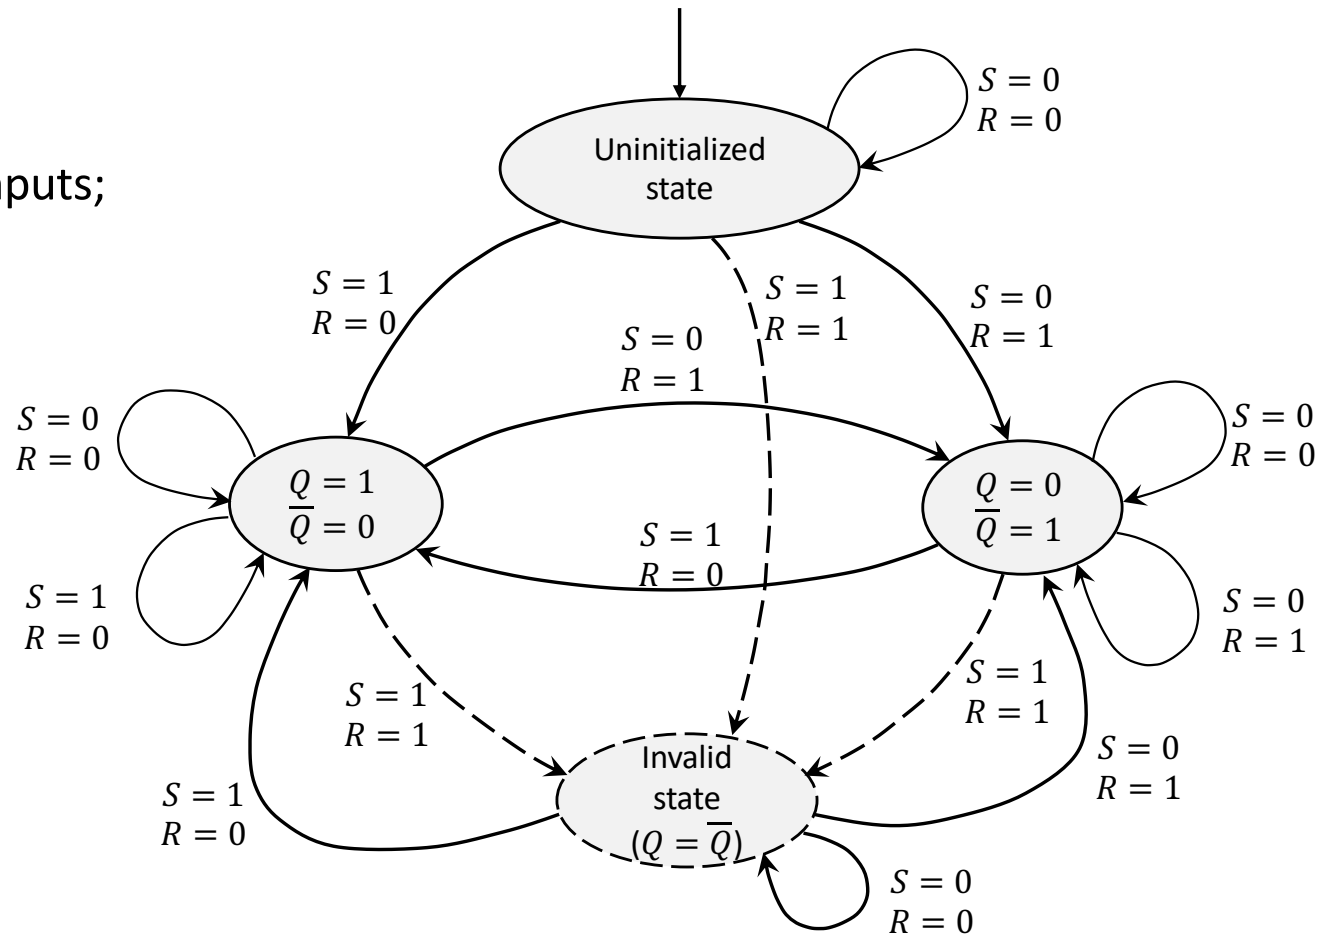 S = 0
R = 0
Uninitialized
state
S = 1
R = 0
S = 1
R = 1
S = 0
R = 1
S = 0
R = 1
S = 0
R = 0
Q = 1
Q̅ = 0
S = 1
R = 0
S = 1
R = 0
Q = 0
Q̅ = 1
S = 0
R = 0
S = 0
R = 1
S = 1
R = 1
S = 1
R = 1
S = 1
R = 0
Invalid
state
(Q = Q̅)
S = 0
R = 1
S = 0
R = 0